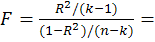 F = \frac{R^2/(k-1)}{(1-R^2)/(n-k)}